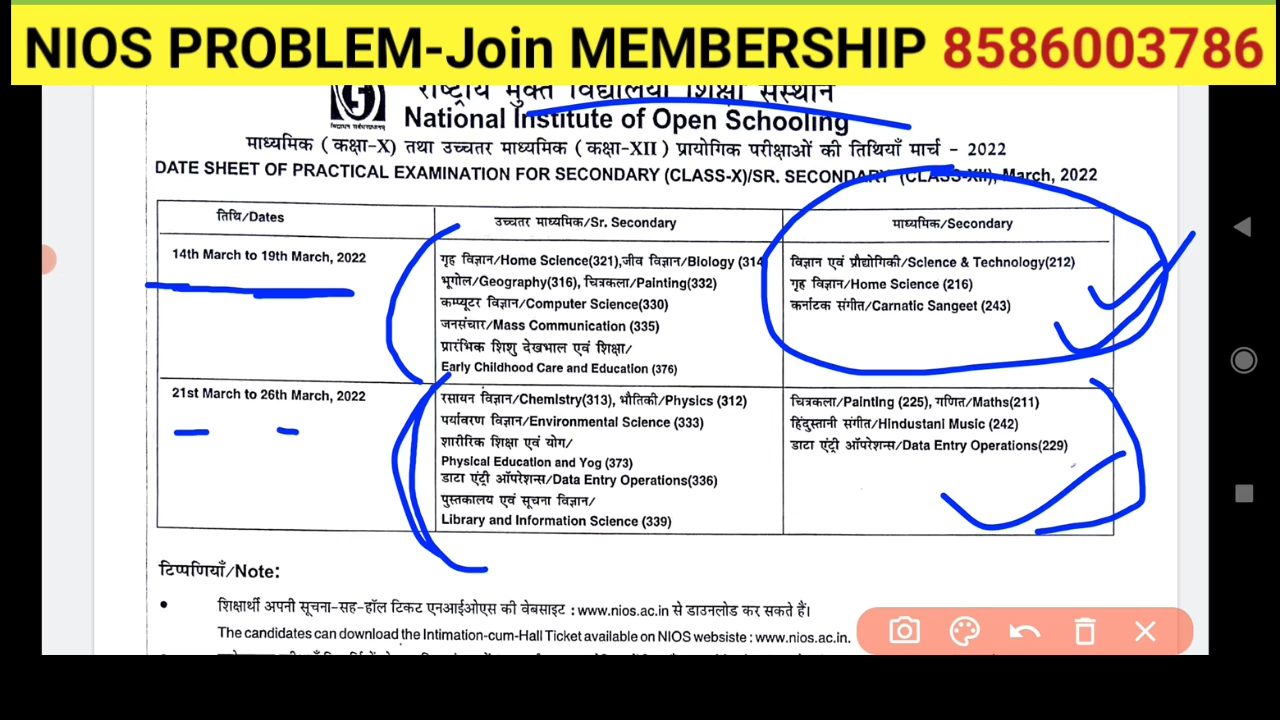 NIOS PROBLEM-Join MEMBERSHIP 8586003786
राष्ट्रीय मुक्त विद्यालयी शिक्षा संस्थान
National Institute of Open Schooling
माध्यमिक ( कक्षा-X) तथा उच्चतर माध्यमिक ( कक्षा-XII ) प्रायोगिक परीक्षाओं की तिथियाँ मार्च - 2022
DATE SHEET OF PRACTICAL EXAMINATION FOR SECONDARY (CLASS-X)/SR. SECONDARY (CLASS-XII), March, 2022
तिथि/Dates
उच्चतर माध्यमिक/Sr. Secondary
माध्यमिक/Secondary
14th March to 19th March, 2022
गृह विज्ञान/Home Science(321),जीव विज्ञान/Biology (314
भूगोल/Geography(316), चित्रकला/Painting(332)
कम्प्यूटर विज्ञान/Computer Science(330)
जनसंचार/Mass Communication (335)
प्रारंभिक शिशु देखभाल एवं शिक्षा/
Early Childhood Care and Education (376)
विज्ञान एवं प्रौद्योगिकी/Science & Technology(212)
गृह विज्ञान/Home Science (216)
कर्नाटक संगीत/Carnatic Sangeet (243)
21st March to 26th March, 2022
रसायन विज्ञान/Chemistry(313), भौतिकी/Physics (312)
पर्यावरण विज्ञान/Environmental Science (333)
शारीरिक शिक्षा एवं योग/
Physical Education and Yog (373)
डाटा एंट्री ऑपरेशन्स/Data Entry Operations(336)
पुस्तकालय एवं सूचना विज्ञान/
Library and Information Science (339)
चित्रकला/Painting (225), गणित/Maths(211)
हिंदुस्तानी संगीत/Hindustani Music (242)
डाटा एंट्री ऑपरेशन्स/Data Entry Operations(229)
टिप्पणियाँ/Note:
• शिक्षार्थी अपनी सूचना-सह-हॉल टिकट एनआईओएस की वेबसाइट : www.nios.ac.in से डाउनलोड कर सकते हैं।
The candidates can download the Intimation-cum-Hall Ticket available on NIOS websiste : www.nios.ac.in.